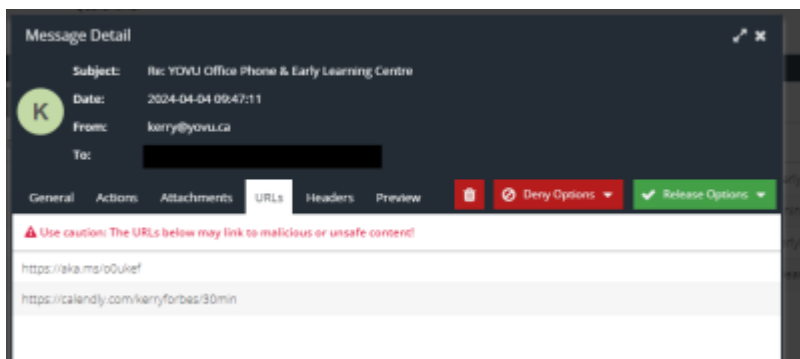 Message Detail
Subject: Re: YOVU Office Phone & Early Learning Centre
Date: 2024-04-04 09:47:11
K
From: kerry@yovu.ca
To:
General Actions Attachments URLs Headers Preview Deny Options Release Options
Use caution: The URLs below may link to malicious or unsafe content!
https://aka.ms/o0ukef
https://calendly.com/kerryforbes/30min